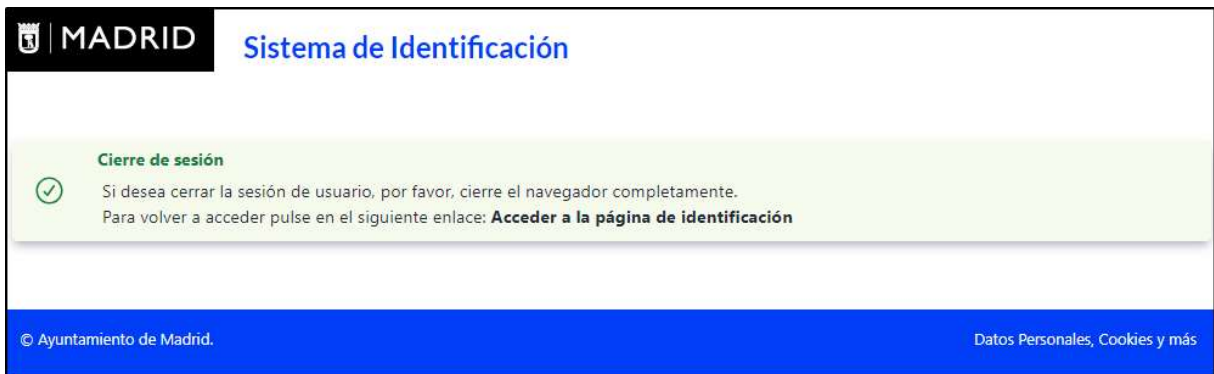 MADRID
Sistema de Identificación
Cierre de sesión
Si desea cerrar la sesión de usuario, por favor, cierre el navegador completamente.
Para volver a acceder pulse en el siguiente enlace: Acceder a la página de identificación
© Ayuntamiento de Madrid.
Datos Personales, Cookies y más